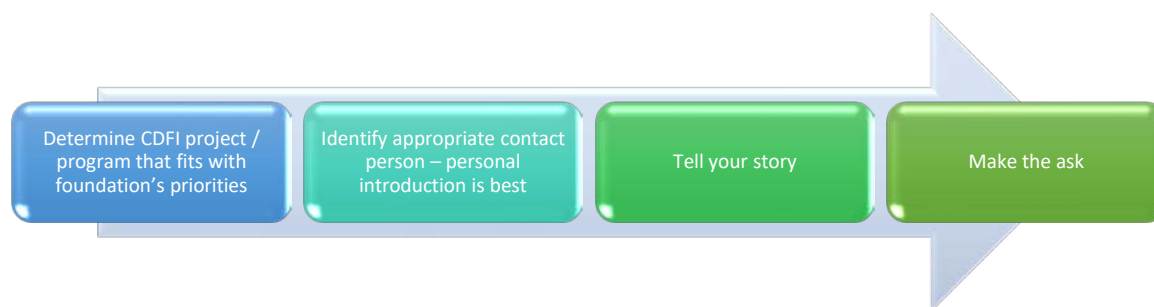 Determine CDFI project /
program that fits with
foundation’s priorities
Identify appropriate contact
person – personal
introduction is best
Tell your story
Make the ask